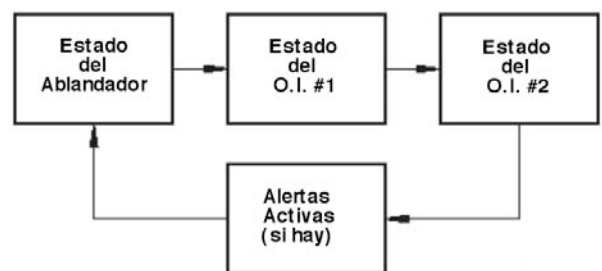 Estado
del
Ablandador
Estado
del
O.I. #1
Estado
del
O.I. #2
Alertas
Activas
(si hay)